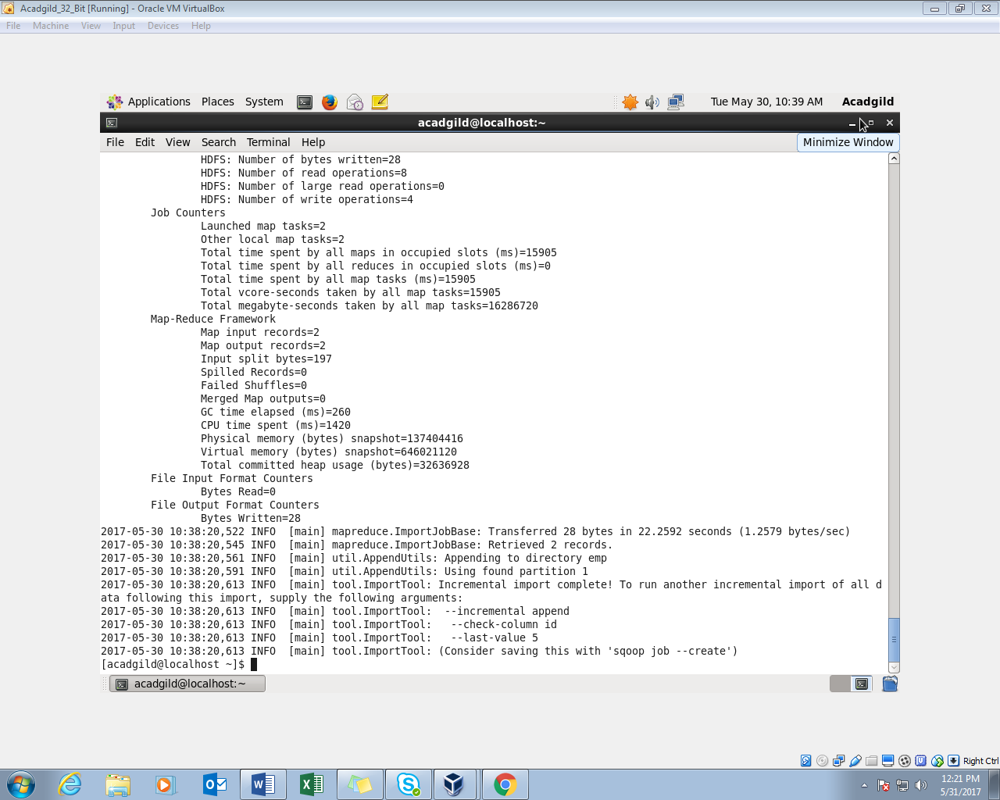 Acadgild_32_Bit [Running] - Oracle VM VirtualBox
File Machine View Input Devices Help
Applications Places System Tue May 30, 10:39 AM Acadgild
acadgild@localhost:~
File Edit View Search Terminal Help Minimize Window
HDFS: Number of bytes written=28
HDFS: Number of read operations=8
HDFS: Number of large read operations=0
HDFS: Number of write operations=4
Job Counters
Launched map tasks=2
Other local map tasks=2
Total time spent by all maps in occupied slots (ms)=15905
Total time spent by all reduces in occupied slots (ms)=0
Total time spent by all map tasks (ms)=15905
Total vcore-seconds taken by all map tasks=15905
Total megabyte-seconds taken by all map tasks=16286720
Map-Reduce Framework
Map input records=2
Map output records=2
Input split bytes=197
Spilled Records=0
Failed Shuffles=0
Merged Map outputs=0
GC time elapsed (ms)=260
CPU time spent (ms)=1420
Physical memory (bytes) snapshot=137404416
Virtual memory (bytes) snapshot=646021120
Total committed heap usage (bytes)=32636928
File Input Format Counters
Bytes Read=0
File Output Format Counters
Bytes Written=28
2017-05-30 10:38:20,522 INFO  [main] mapreduce.ImportJobBase: Transferred 28 bytes in 22.2592 seconds (1.2579 bytes/sec)
2017-05-30 10:38:20,545 INFO  [main] mapreduce.ImportJobBase: Retrieved 2 records.
2017-05-30 10:38:20,561 INFO  [main] util.AppendUtils: Appending to directory emp
2017-05-30 10:38:20,591 INFO  [main] util.AppendUtils: Using found partition 1
2017-05-30 10:38:20,613 INFO  [main] tool.ImportTool: Incremental import complete! To run another incremental import of all d
ata following this import, supply the following arguments:
2017-05-30 10:38:20,613 INFO  [main] tool.ImportTool:  --incremental append
2017-05-30 10:38:20,613 INFO  [main] tool.ImportTool:   --check-column id
2017-05-30 10:38:20,613 INFO  [main] tool.ImportTool:   --last-value 5
2017-05-30 10:38:20,613 INFO  [main] tool.ImportTool: (Consider saving this with 'sqoop job --create')
[acadgild@localhost ~]$
acadgild@localhost:~
Right Ctrl
12:21 PM
5/31/2017